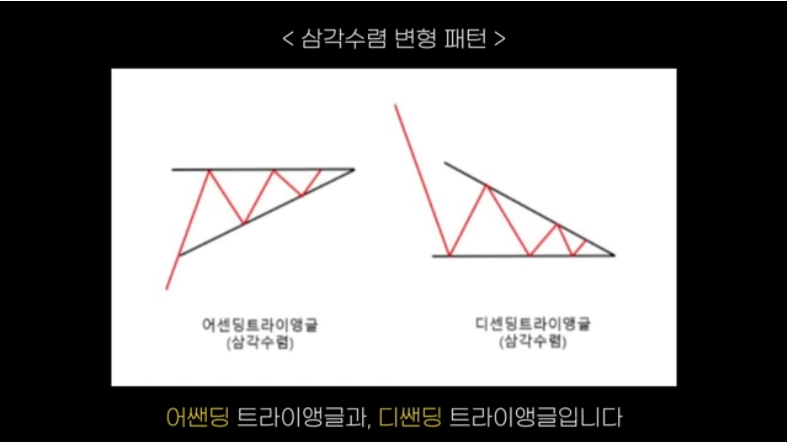 < 삼각수렴 변형 패턴 >
어센딩트라이앵글
(삼각수렴)
디센딩트라이앵글
(삼각수렴)
어쌘딩 트라이앵글과, 디쌘딩 트라이앵글입니다